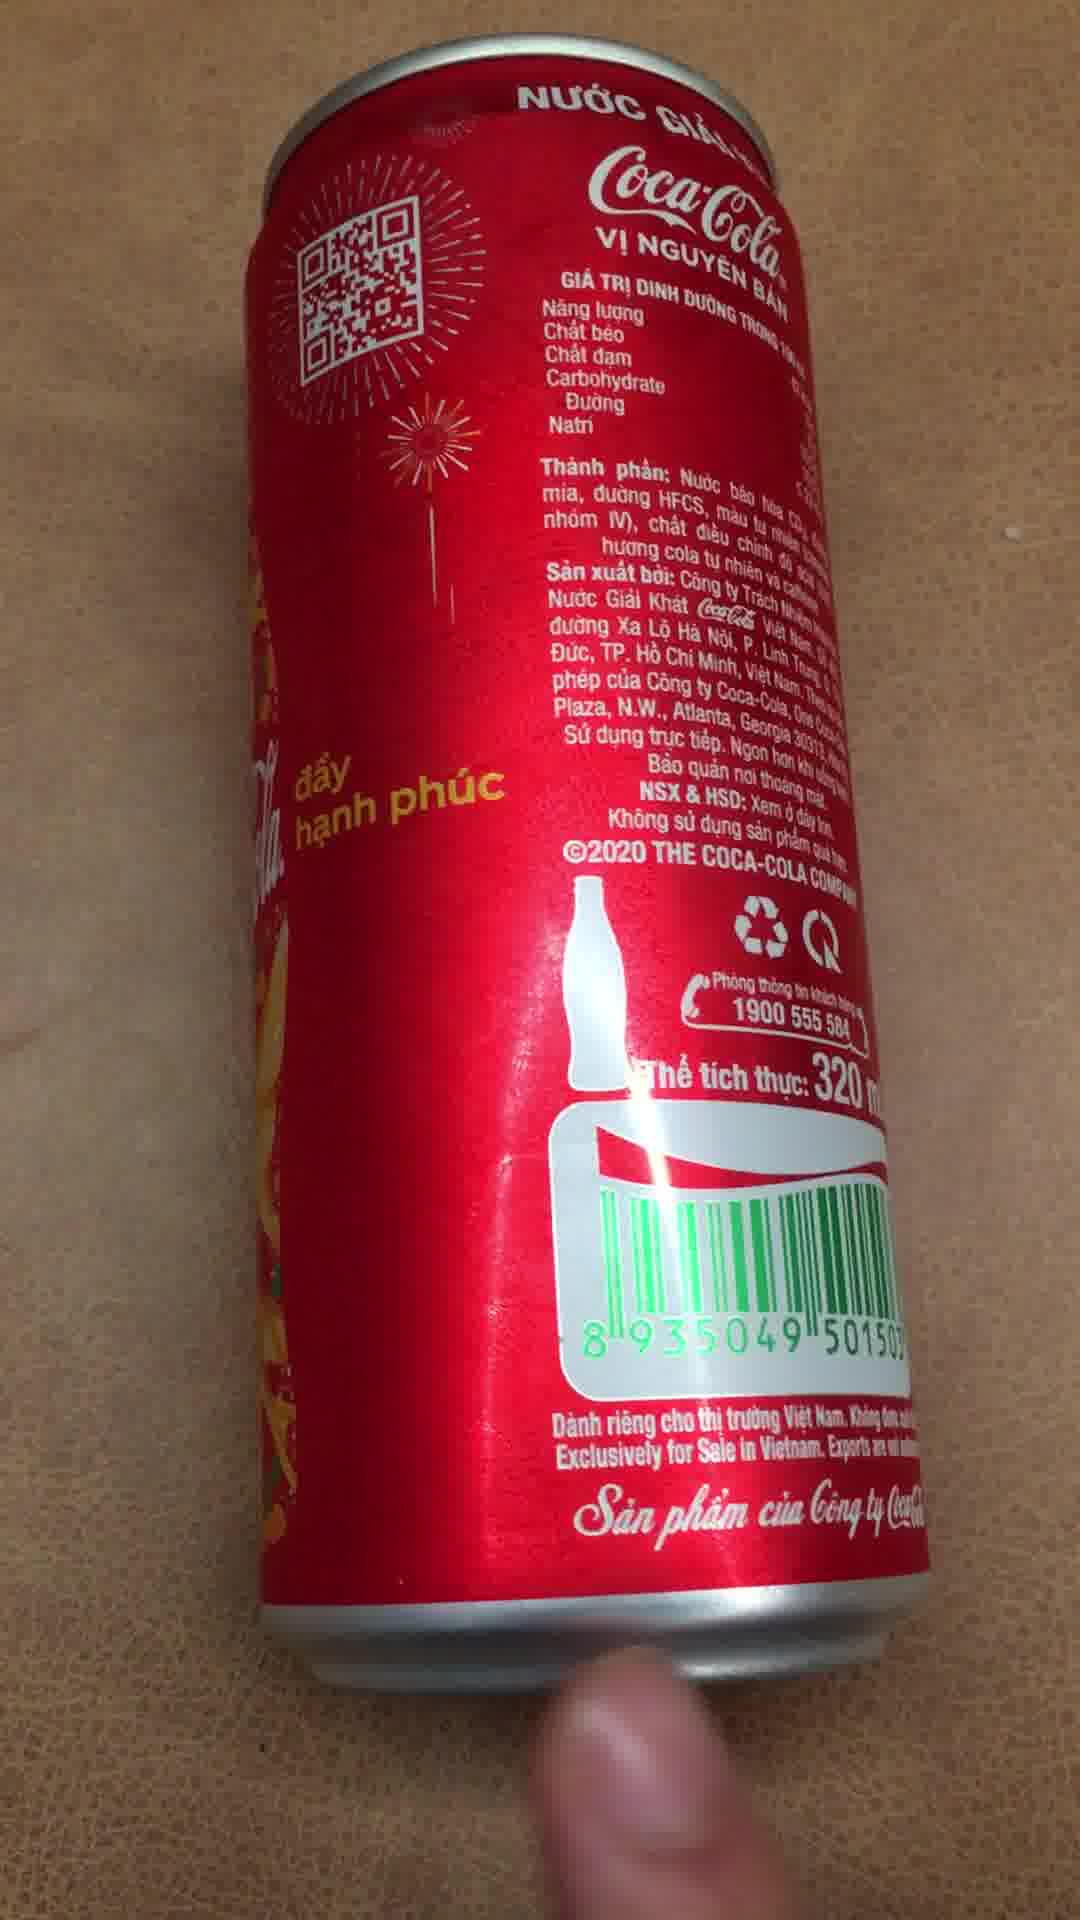 NƯỚC GIẢI
Coca-Cola
VỊ NGUYÊN BẢN
GIÁ TRỊ DINH DƯỠNG TRONG
Năng lượng
Chất béo
Chất đạm
Carbohydrate
Đường
Natri
Thành phần: Nước bão hòa CO₂,
mía, đường HFCS, màu tự nhiên
nhóm IV), chất điều chỉnh độ
hương cola tự nhiên và caffeine
Sản xuất bởi: Công ty Trách Nhiệm
Nước Giải Khát Coca-Cola Việt Nam,
đường Xa Lộ Hà Nội, P. Linh Trung,
Đức, TP. Hồ Chí Minh, Việt Nam.
phép của Công ty Coca-Cola, One
Plaza, N.W., Atlanta, Georgia 30313,
Sử dụng trực tiếp. Ngon hơn khi uống
Bảo quản nơi thoáng mát.
NSX & HSD: Xem ở đáy lon.
Không sử dụng sản phẩm quá hạn.
©2020 THE COCA-COLA COMPANY
Phòng thông tin khách hàng
1900 555 584
Thể tích thực: 320 m
8 935049 501503
Dành riêng cho thị trường Việt Nam. Không được
Exclusively for Sale in Vietnam. Exports are not
Sản phẩm của Công ty Coca-Cola
đầy
hạnh phúc